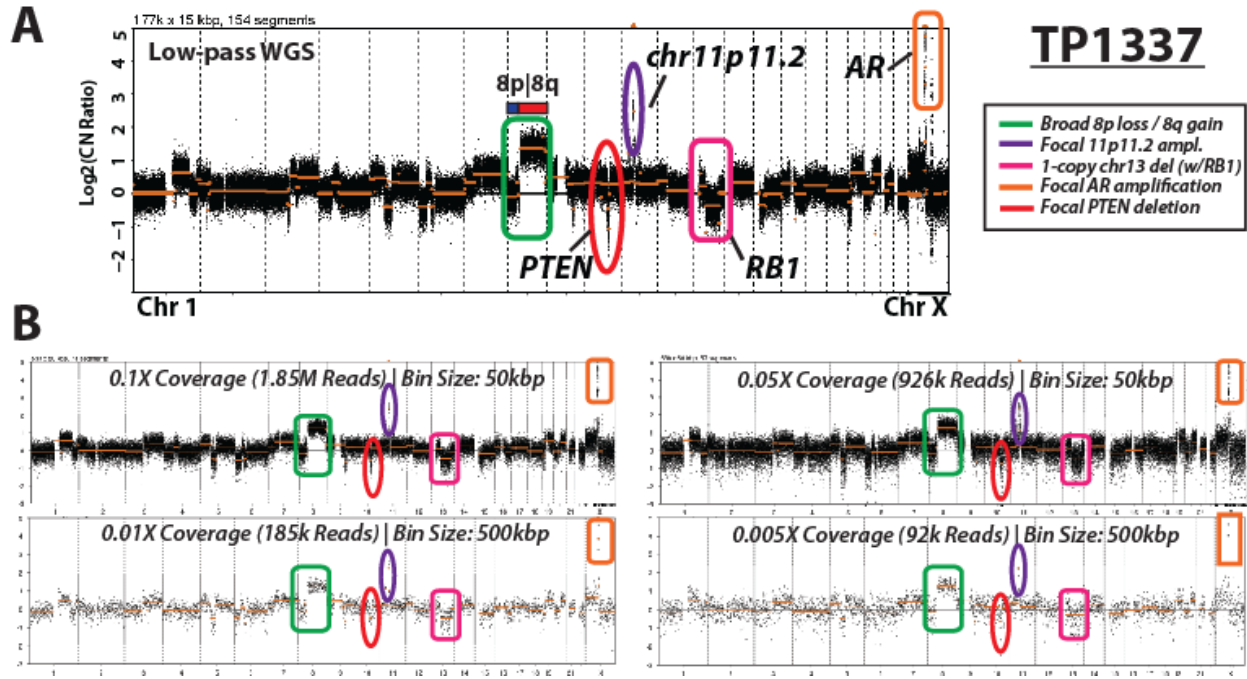 A
177k x 15 kbp, 154 segments
TP1337
Low-pass WGS
chr11p11.2
AR
8p|8q
Log2(CN Ratio)
5
4
3
2
1
0
−1
−2
PTEN
RB1
Chr 1
Chr X
Broad 8p loss / 8q gain
Focal 11p11.2 ampl.
1-copy chr13 del (w/RB1)
Focal AR amplification
Focal PTEN deletion
B
0.1X Coverage (1.85M Reads) | Bin Size: 50kbp
0.05X Coverage (926k Reads) | Bin Size: 50kbp
0.01X Coverage (185k Reads) | Bin Size: 500kbp
0.005X Coverage (92k Reads) | Bin Size: 500kbp